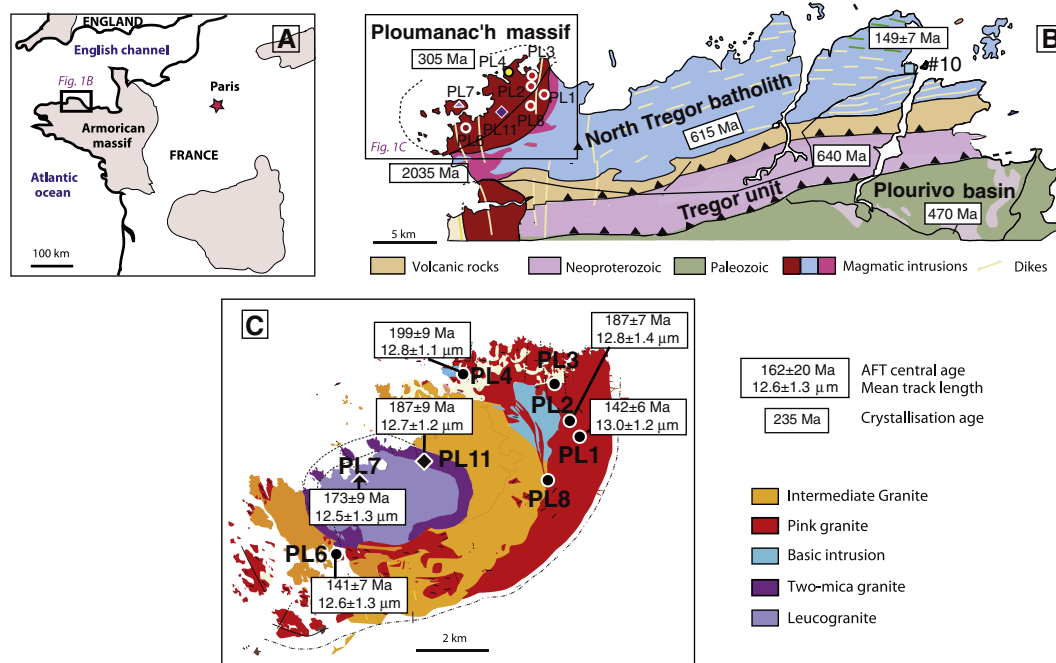 ENGLAND
A
English channel
Fig. 1B
Paris
Armorican
massif
FRANCE
Atlantic
ocean
100 km
Ploumanac'h massif
B
305 Ma
PL3
PL4
PL7
PL2
PL1
PL8
PL11
PL6
Fig. 1C
2035 Ma
149±7 Ma
#10
North Tregor batholith
615 Ma
640 Ma
Tregor unit
Plourivo basin
470 Ma
5 km
Volcanic rocks
Neoproterozoic
Paleozoic
Magmatic intrusions
Dikes
C
199±9 Ma
12.8±1.1 µm
187±7 Ma
12.8±1.4 µm
PL4
PL3
187±9 Ma
12.7±1.2 µm
PL2
142±6 Ma
13.0±1.2 µm
PL1
PL11
PL7
PL8
173±9 Ma
12.5±1.3 µm
PL6
141±7 Ma
12.6±1.3 µm
2 km
162±20 Ma
12.6±1.3 µm
AFT central age
Mean track length
235 Ma
Crystallisation age
Intermediate Granite
Pink granite
Basic intrusion
Two-mica granite
Leucogranite